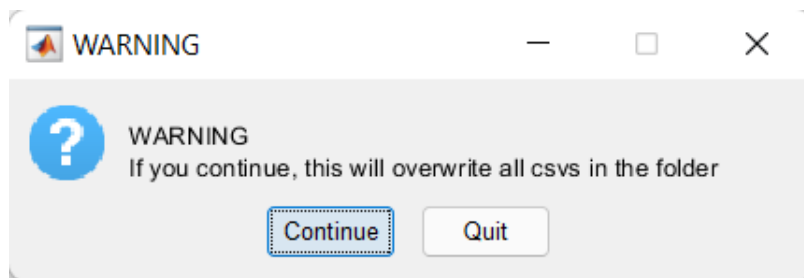 WARNING
WARNING
If you continue, this will overwrite all csvs in the folder
Continue
Quit